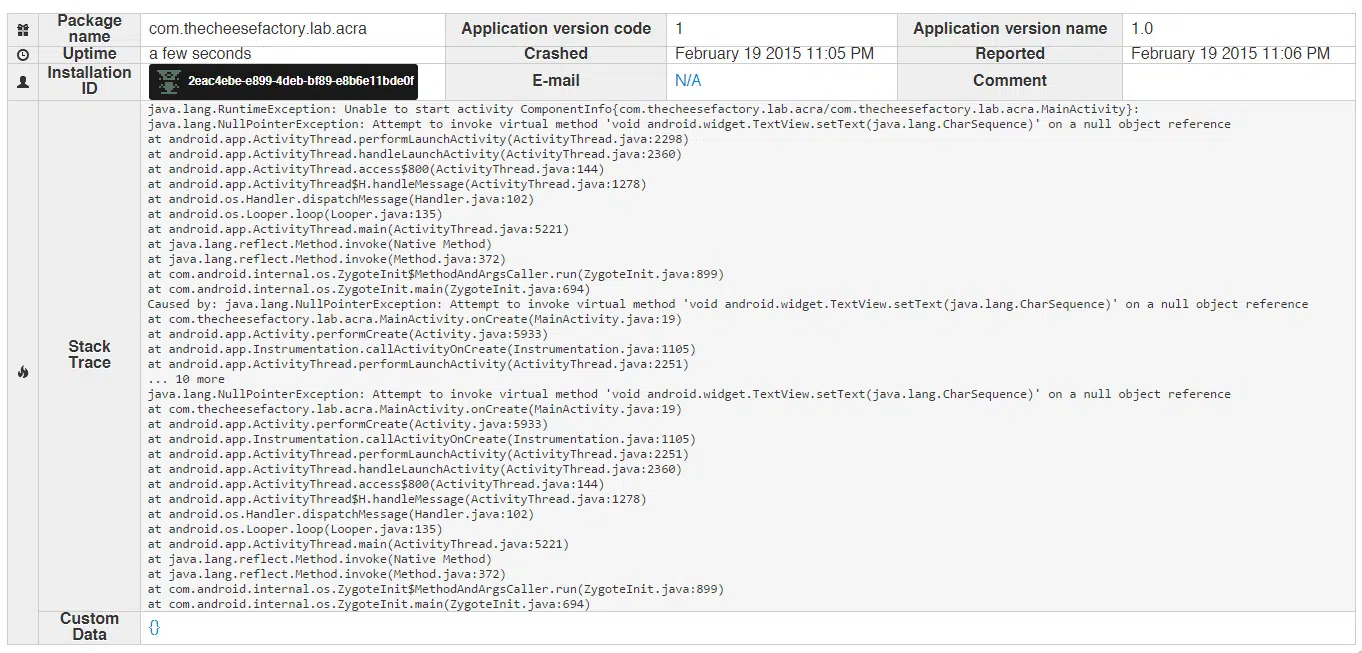 Package name com.thecheesefactory.lab.acra Application version code 1 Application version name 1.0
Uptime a few seconds Crashed February 19 2015 11:05 PM Reported February 19 2015 11:06 PM
Installation ID 2eac4ebe-e899-4deb-bf89-e8b6e11bde0f E-mail N/A Comment
Stack Trace
java.lang.RuntimeException: Unable to start activity ComponentInfo{com.thecheesefactory.lab.acra/com.thecheesefactory.lab.acra.MainActivity}:
java.lang.NullPointerException: Attempt to invoke virtual method 'void android.widget.TextView.setText(java.lang.CharSequence)' on a null object reference
at android.app.ActivityThread.performLaunchActivity(ActivityThread.java:2298)
at android.app.ActivityThread.handleLaunchActivity(ActivityThread.java:2360)
at android.app.ActivityThread.access$800(ActivityThread.java:144)
at android.app.ActivityThread$H.handleMessage(ActivityThread.java:1278)
at android.os.Handler.dispatchMessage(Handler.java:102)
at android.os.Looper.loop(Looper.java:135)
at android.app.ActivityThread.main(ActivityThread.java:5221)
at java.lang.reflect.Method.invoke(Native Method)
at java.lang.reflect.Method.invoke(Method.java:372)
at com.android.internal.os.ZygoteInit$MethodAndArgsCaller.run(ZygoteInit.java:899)
at com.android.internal.os.ZygoteInit.main(ZygoteInit.java:694)
Caused by: java.lang.NullPointerException: Attempt to invoke virtual method 'void android.widget.TextView.setText(java.lang.CharSequence)' on a null object reference
at com.thecheesefactory.lab.acra.MainActivity.onCreate(MainActivity.java:19)
at android.app.Activity.performCreate(Activity.java:5933)
at android.app.Instrumentation.callActivityOnCreate(Instrumentation.java:1105)
at android.app.ActivityThread.performLaunchActivity(ActivityThread.java:2251)
... 10 more
java.lang.NullPointerException: Attempt to invoke virtual method 'void android.widget.TextView.setText(java.lang.CharSequence)' on a null object reference
at com.thecheesefactory.lab.acra.MainActivity.onCreate(MainActivity.java:19)
at android.app.Activity.performCreate(Activity.java:5933)
at android.app.Instrumentation.callActivityOnCreate(Instrumentation.java:1105)
at android.app.ActivityThread.performLaunchActivity(ActivityThread.java:2251)
at android.app.ActivityThread.handleLaunchActivity(ActivityThread.java:2360)
at android.app.ActivityThread.access$800(ActivityThread.java:144)
at android.app.ActivityThread$H.handleMessage(ActivityThread.java:1278)
at android.os.Handler.dispatchMessage(Handler.java:102)
at android.os.Looper.loop(Looper.java:135)
at android.app.ActivityThread.main(ActivityThread.java:5221)
at java.lang.reflect.Method.invoke(Native Method)
at java.lang.reflect.Method.invoke(Method.java:372)
at com.android.internal.os.ZygoteInit$MethodAndArgsCaller.run(ZygoteInit.java:899)
at com.android.internal.os.ZygoteInit.main(ZygoteInit.java:694)
Custom Data {}